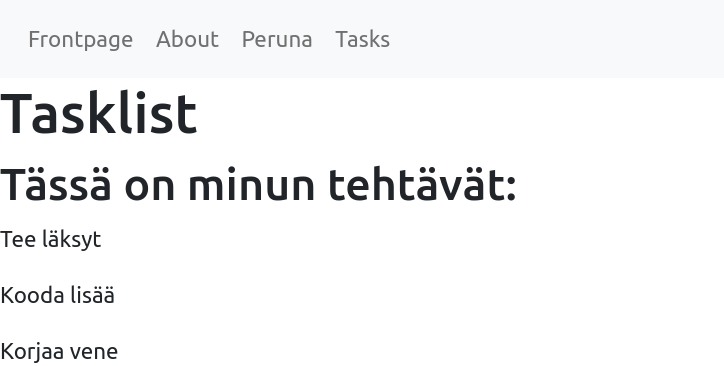 Frontpage About Peruna Tasks
Tasklist
Tässä on minun tehtävät:
Tee läksyt
Kooda lisää
Korjaa vene